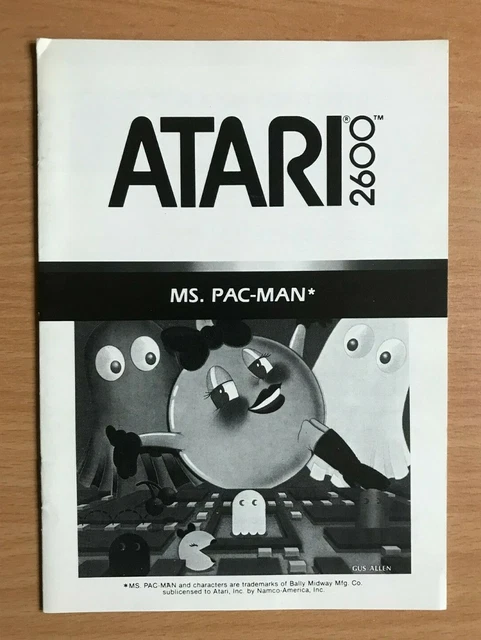 ATARI® 2600™
MS. PAC-MAN*
GUS ALLEN
*MS. PAC-MAN and characters are trademarks of Bally Midway Mfg. Co.
sublicensed to Atari, Inc. by Namco-America, Inc.